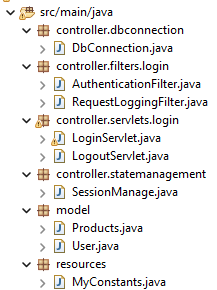 src/main/java
controller.dbconnection
DbConnection.java
controller.filters.login
AuthenticationFilter.java
RequestLoggingFilter.java
controller.servlets.login
LoginServlet.java
LogoutServlet.java
controller.statemanagement
SessionManage.java
model
Products.java
User.java
resources
MyConstants.java